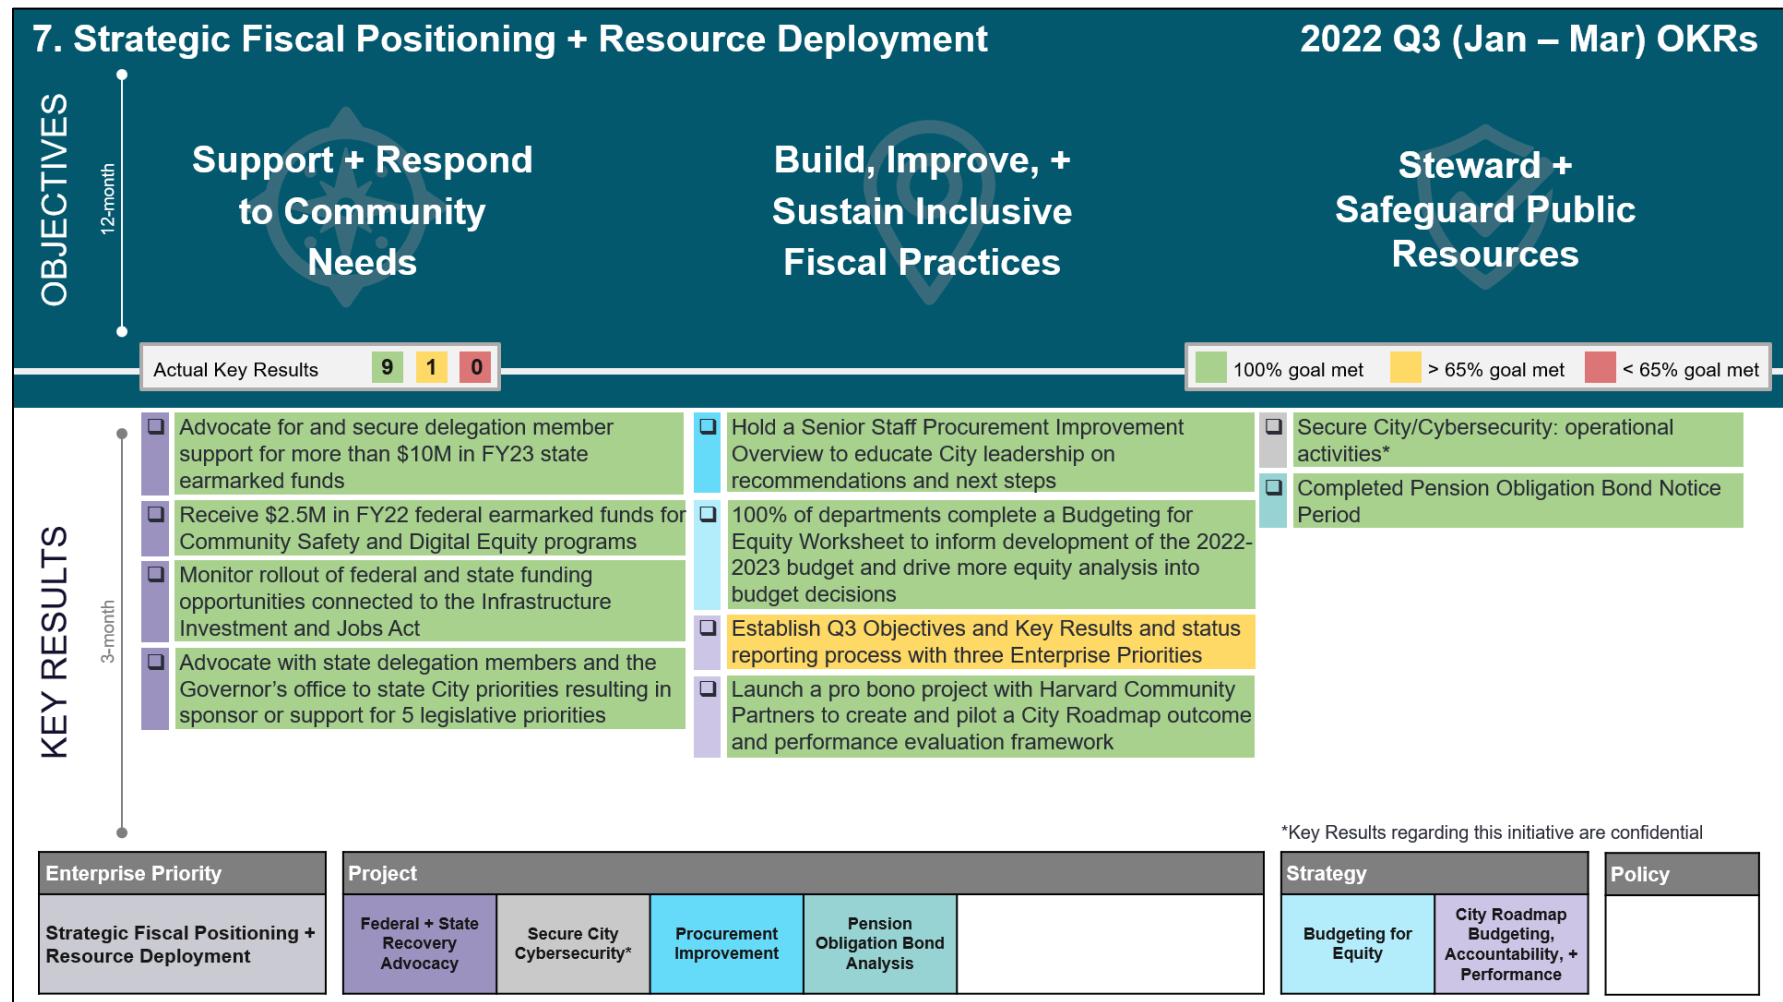 7. Strategic Fiscal Positioning + Resource Deployment
2022 Q3 (Jan – Mar) OKRs
OBJECTIVES
12-month
Support + Respond
to Community
Needs
Build, Improve, +
Sustain Inclusive
Fiscal Practices
Steward +
Safeguard Public
Resources
Actual Key Results 9 1 0
100% goal met > 65% goal met < 65% goal met
KEY RESULTS
3-month
Advocate for and secure delegation member
support for more than $10M in FY23 state
earmarked funds
Receive $2.5M in FY22 federal earmarked funds for
Community Safety and Digital Equity programs
Monitor rollout of federal and state funding
opportunities connected to the Infrastructure
Investment and Jobs Act
Advocate with state delegation members and the
Governor’s office to state City priorities resulting in
sponsor or support for 5 legislative priorities
Hold a Senior Staff Procurement Improvement
Overview to educate City leadership on
recommendations and next steps
100% of departments complete a Budgeting for
Equity Worksheet to inform development of the 2022-
2023 budget and drive more equity analysis into
budget decisions
Establish Q3 Objectives and Key Results and status
reporting process with three Enterprise Priorities
Launch a pro bono project with Harvard Community
Partners to create and pilot a City Roadmap outcome
and performance evaluation framework
Secure City/Cybersecurity: operational
activities*
Completed Pension Obligation Bond Notice
Period
*Key Results regarding this initiative are confidential
Enterprise Priority
Strategic Fiscal Positioning +
Resource Deployment
Project
Federal + State
Recovery
Advocacy
Secure City
Cybersecurity*
Procurement
Improvement
Pension
Obligation Bond
Analysis
Strategy
Budgeting for
Equity
City Roadmap
Budgeting,
Accountability, +
Performance
Policy